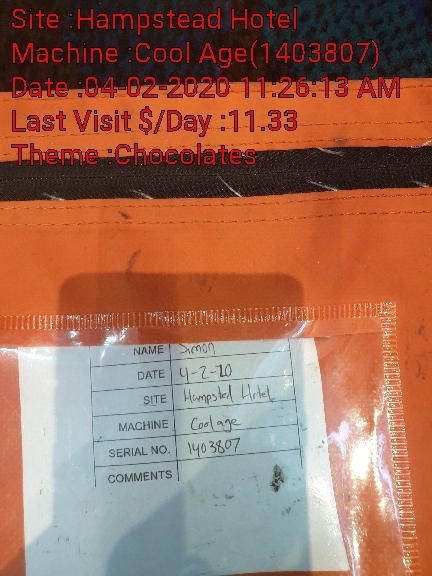 Site :Hampstead Hotel
Machine :Cool Age(1403807)
Date :04-02-2020 11:26:13 AM
Last Visit $/Day :11.33
Theme :Chocolates
NAME Simon
DATE 4-2-20
SITE Hampsted Hotel
MACHINE Coolage
SERIAL NO. 1403807
COMMENTS